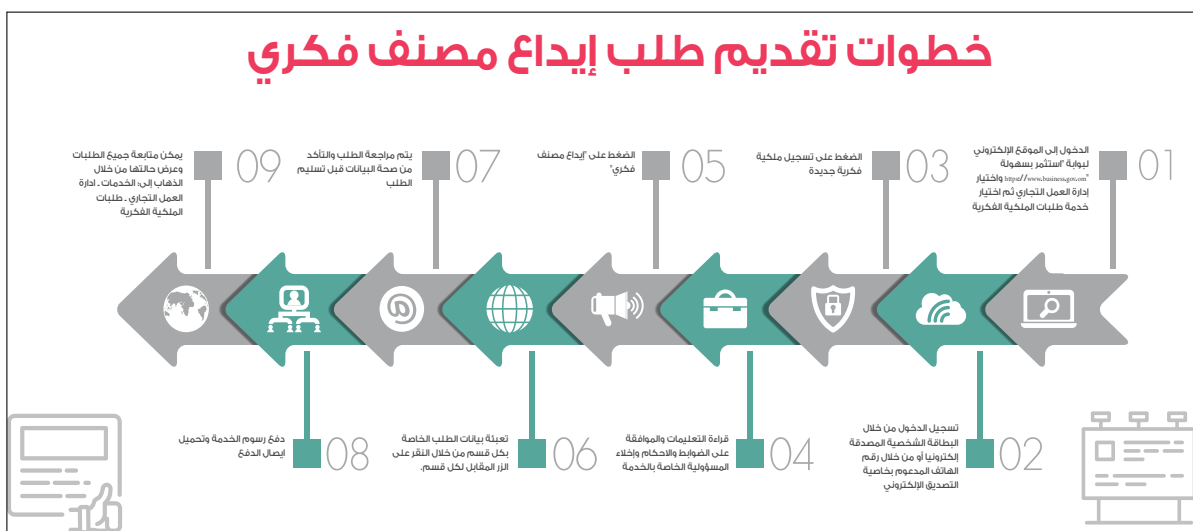 خطوات تقديم طلب إيداع مصنف فكري
01
الدخول إلى الموقع الإلكتروني
لبوابة "استثمر بسهولة
https://www.business.gov.om" واختيار
إدارة العمل التجاري ثم اختيار
خدمة طلبات الملكية الفكرية
02
تسجيل الدخول من خلال
البطاقة الشخصية المصدقة
إلكترونيا أو من خلال رقم
الهاتف المدعوم بخاصية
التصديق الإلكتروني
03
الضغط على تسجيل ملكية
فكرية جديدة
04
قراءة التعليمات والموافقة
على الضوابط والاحكام وإخلاء
المسؤولية الخاصة بالخدمة
05
الضغط على "إيداع مصنف
فكري"
06
تعبئة بيانات الطلب الخاصة
بكل قسم من خلال النقر على
الزر المقابل لكل قسم.
07
يتم مراجعة الطلب والتأكد
من صحة البيانات قبل تسليم
الطلب
08
دفع رسوم الخدمة وتحميل
ايصال الدفع
09
يمكن متابعة جميع الطلبات
وعرض حالتها من خلال
الذهاب إلى: الخدمات ـ ادارة
العمل التجاري ـ طلبات
الملكية الفكرية